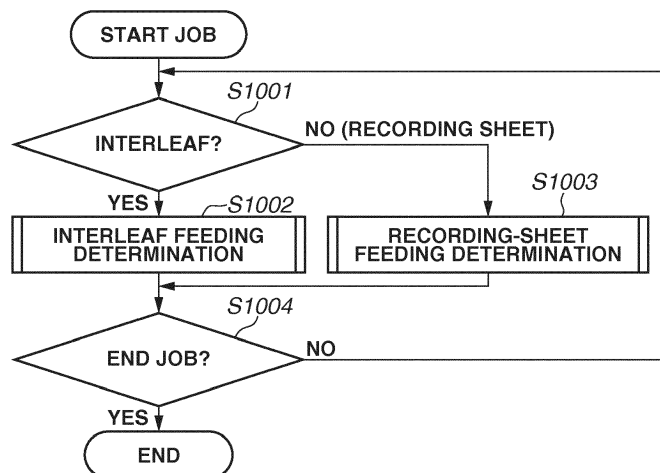 START JOB
S1001
INTERLEAF?
NO (RECORDING SHEET)
YES
S1002
S1003
INTERLEAF FEEDING
DETERMINATION
RECORDING-SHEET
FEEDING DETERMINATION
S1004
END JOB?
NO
YES
END